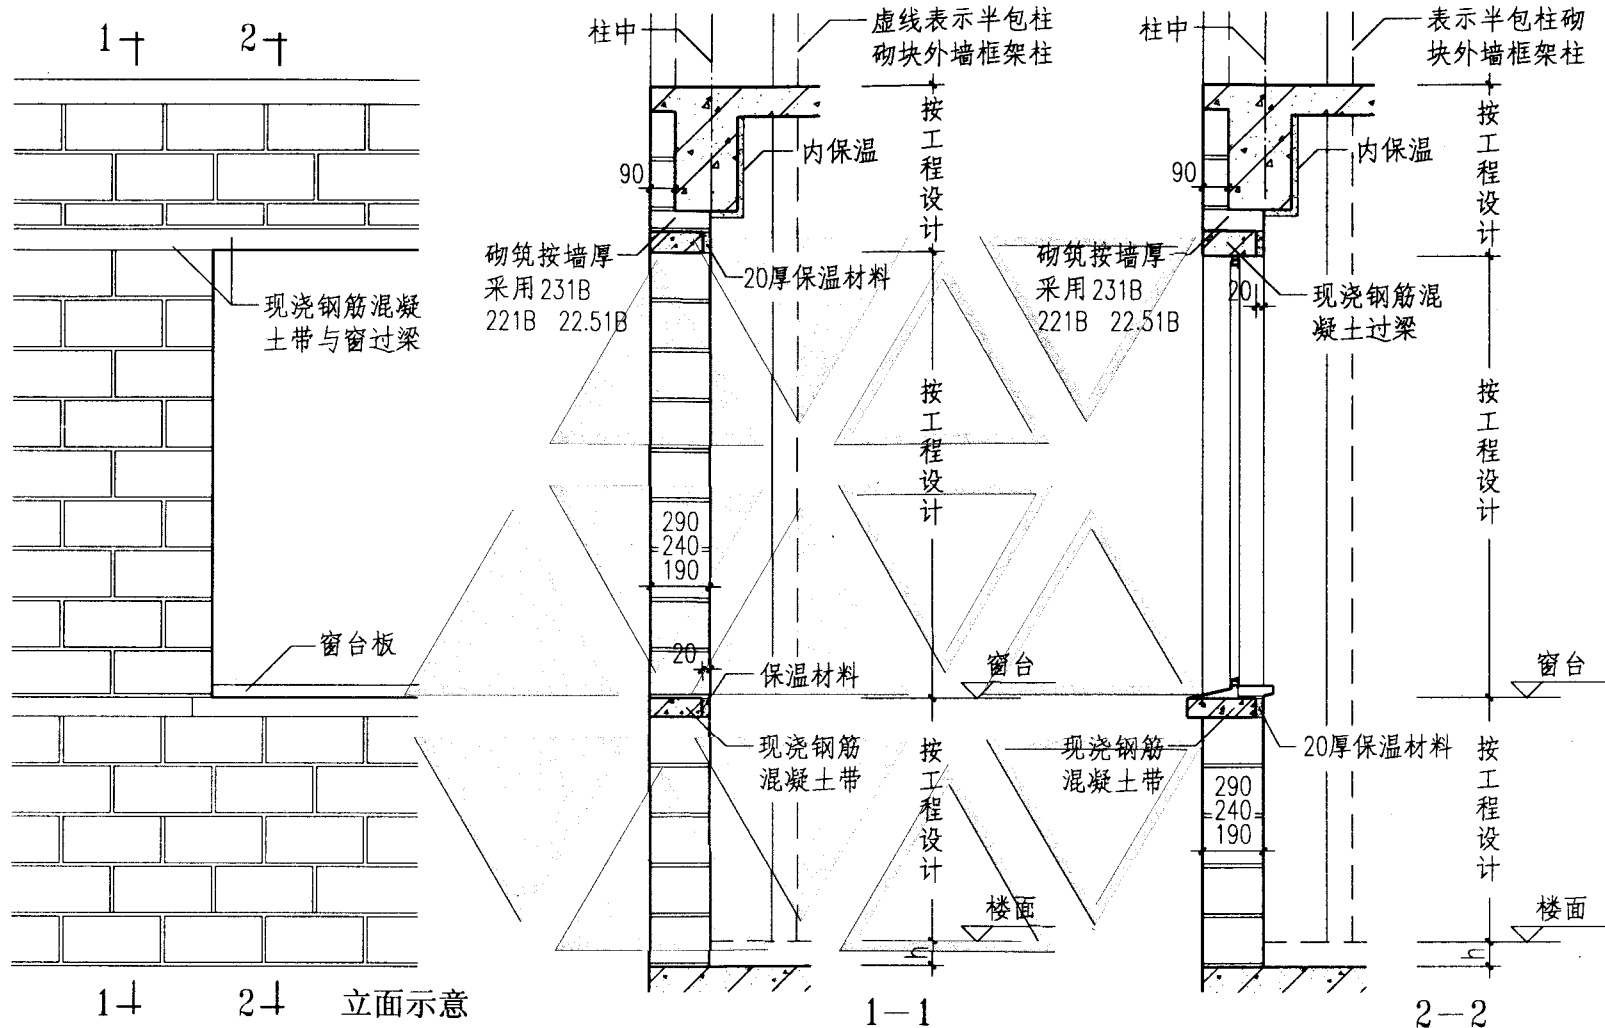 1 2
柱中
虚线表示半包柱
砌块外墙框架柱
柱中
表示半包柱砌
块外墙框架柱
按工程设计
按工程设计
内保温
内保温
90
90
砌筑按墙厚
采用231B
221B 22.51B
20厚保温材料
砌筑按墙厚
采用231B
221B 22.51B
20
现浇钢筋混
凝土过梁
现浇钢筋混凝
土带与窗过梁
按工程设计
按工程设计
290
240
190
窗台板
20
保温材料
窗台
窗台
现浇钢筋
混凝土带
现浇钢筋
混凝土带
20厚保温材料
按工程设计
按工程设计
290
240
190
楼面
楼面
h
h
1 2
立面示意
1-1
2-2